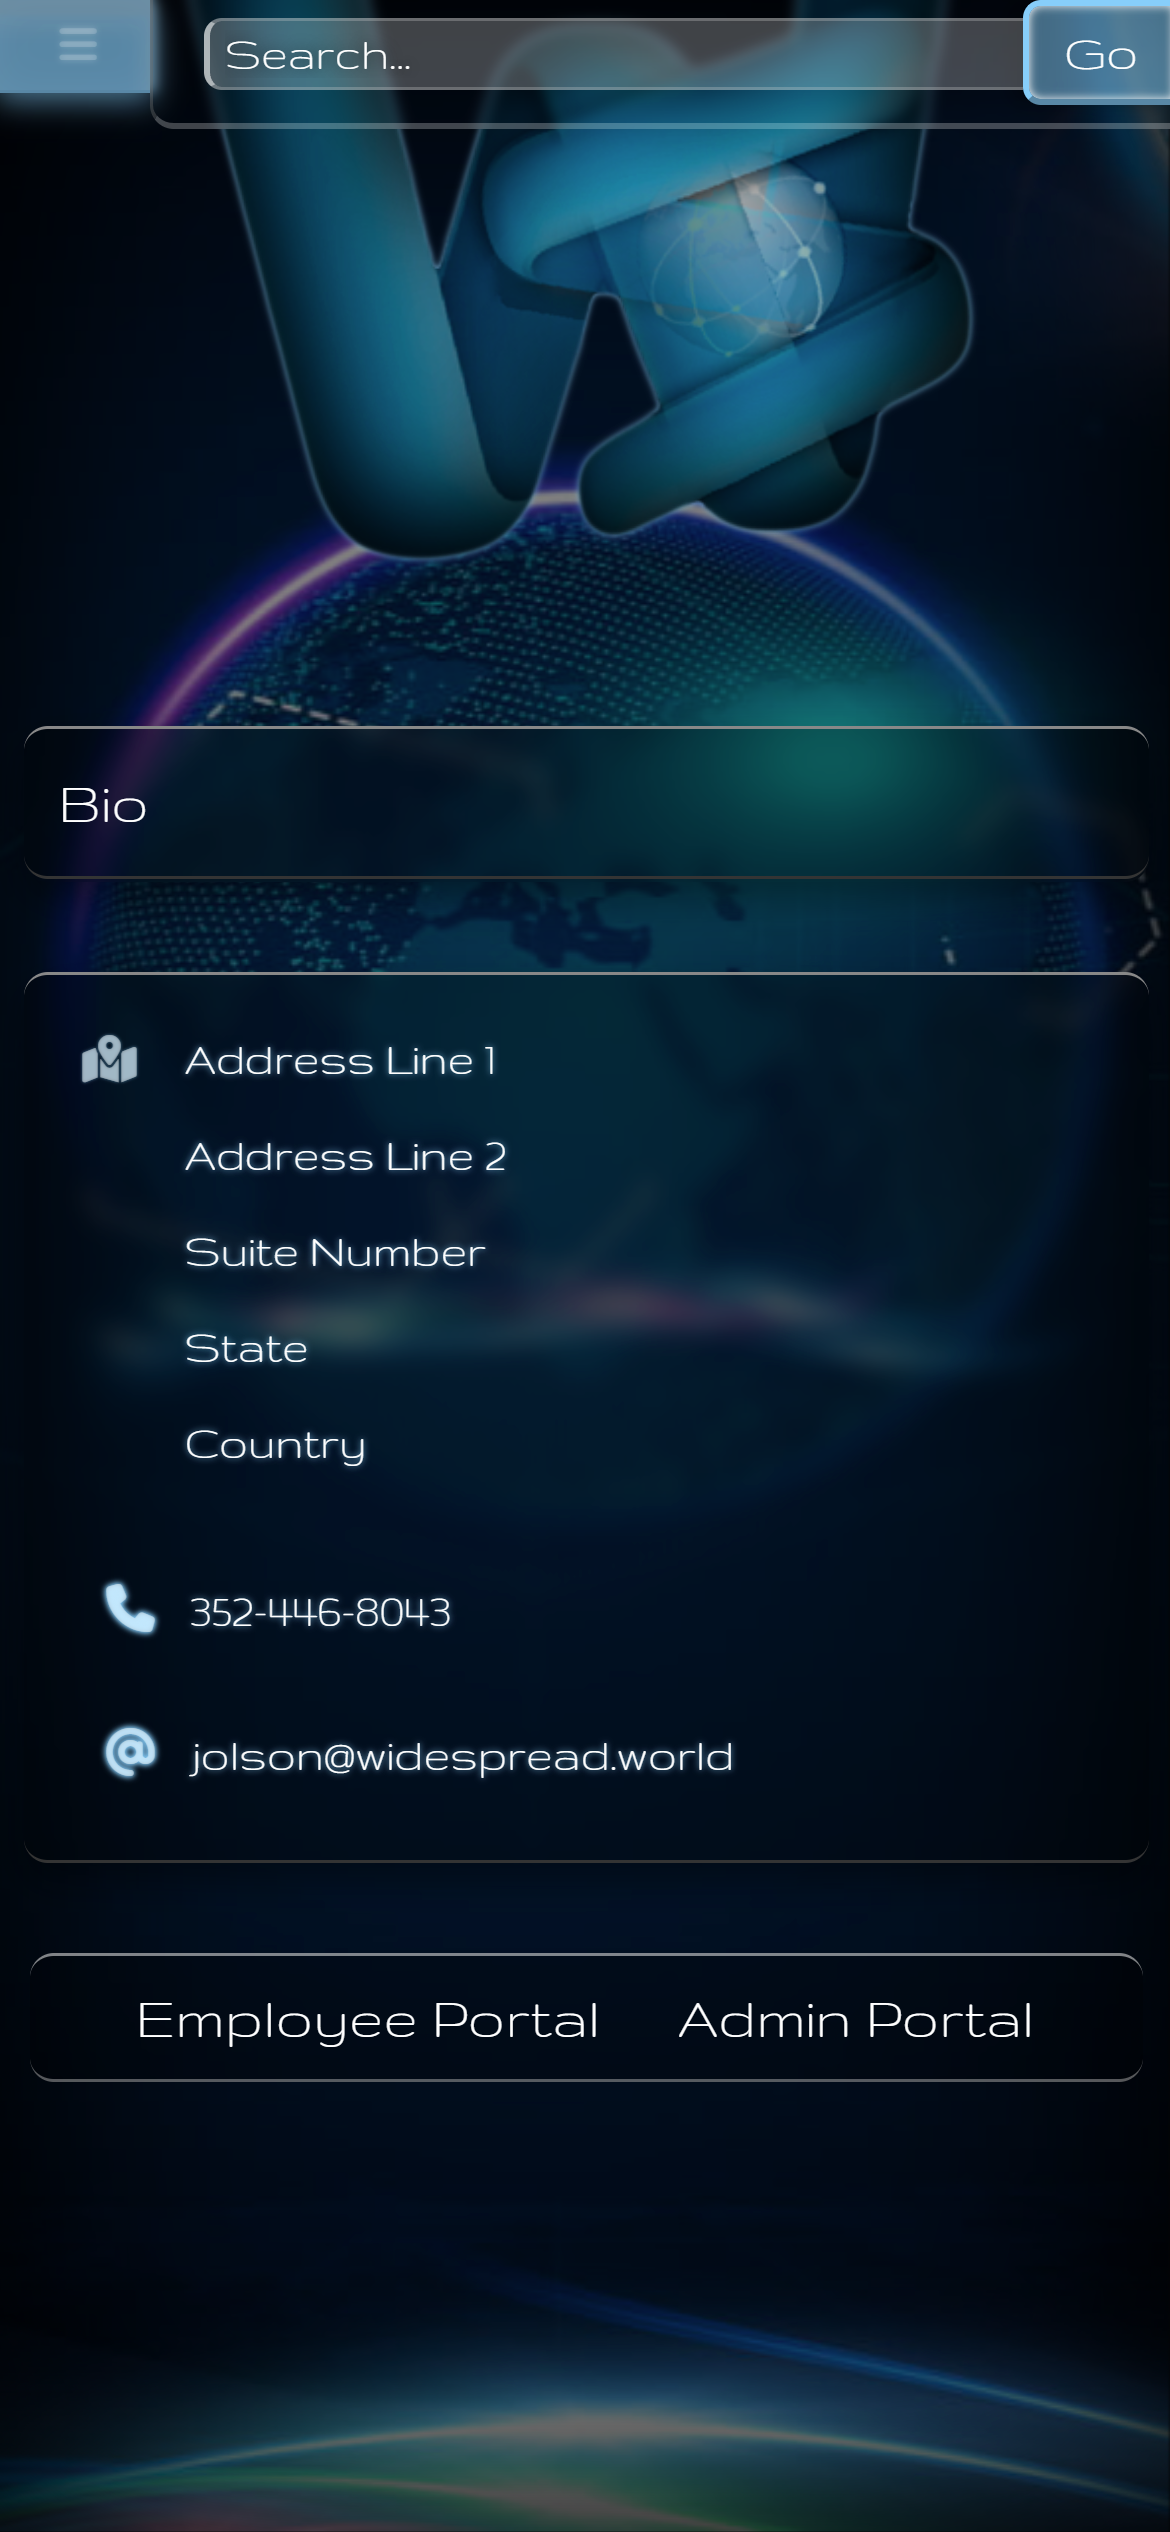 Search...
Go
Bio
Address Line 1
Address Line 2
Suite Number
State
Country
352-446-8043
jolson@widespread.world
Employee Portal Admin Portal